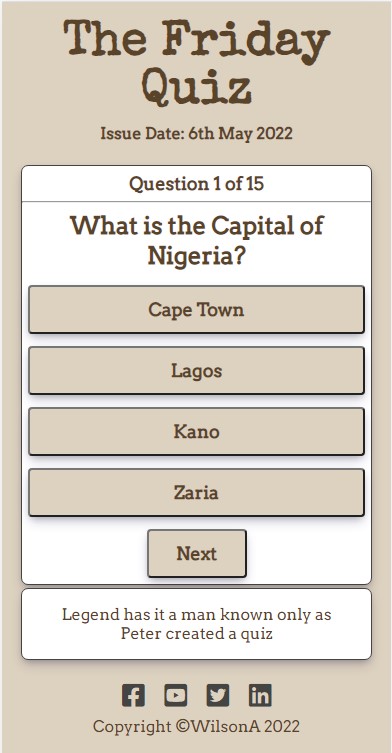 The Friday
Quiz
Issue Date: 6th May 2022
Question 1 of 15
What is the Capital of
Nigeria?
Cape Town
Lagos
Kano
Zaria
Next
Legend has it a man known only as
Peter created a quiz
Copyright ©WilsonA 2022